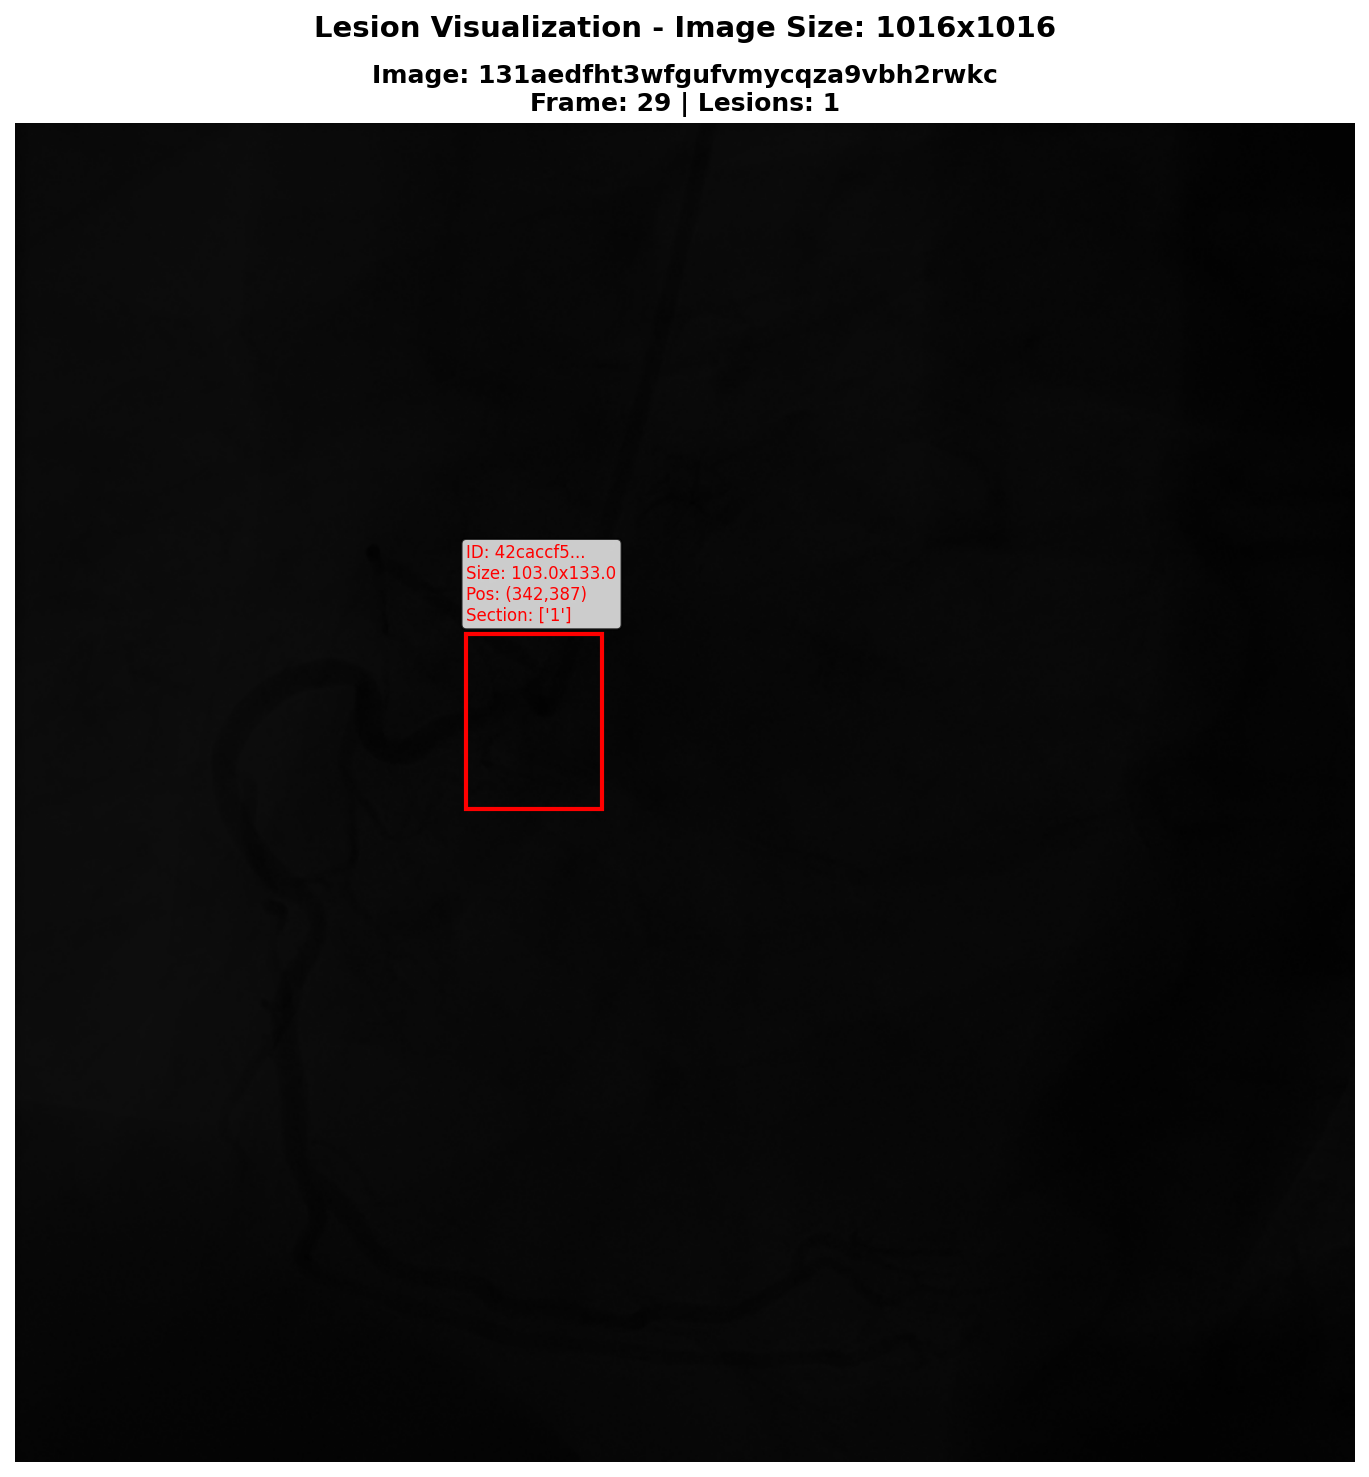 Lesion Visualization - Image Size: 1016x1016
Image: 131aedfht3wfgufvmycqza9vbh2rwkc
Frame: 29 | Lesions: 1
ID: 42caccf5...
Size: 103.0x133.0
Pos: (342,387)
Section: ['1']